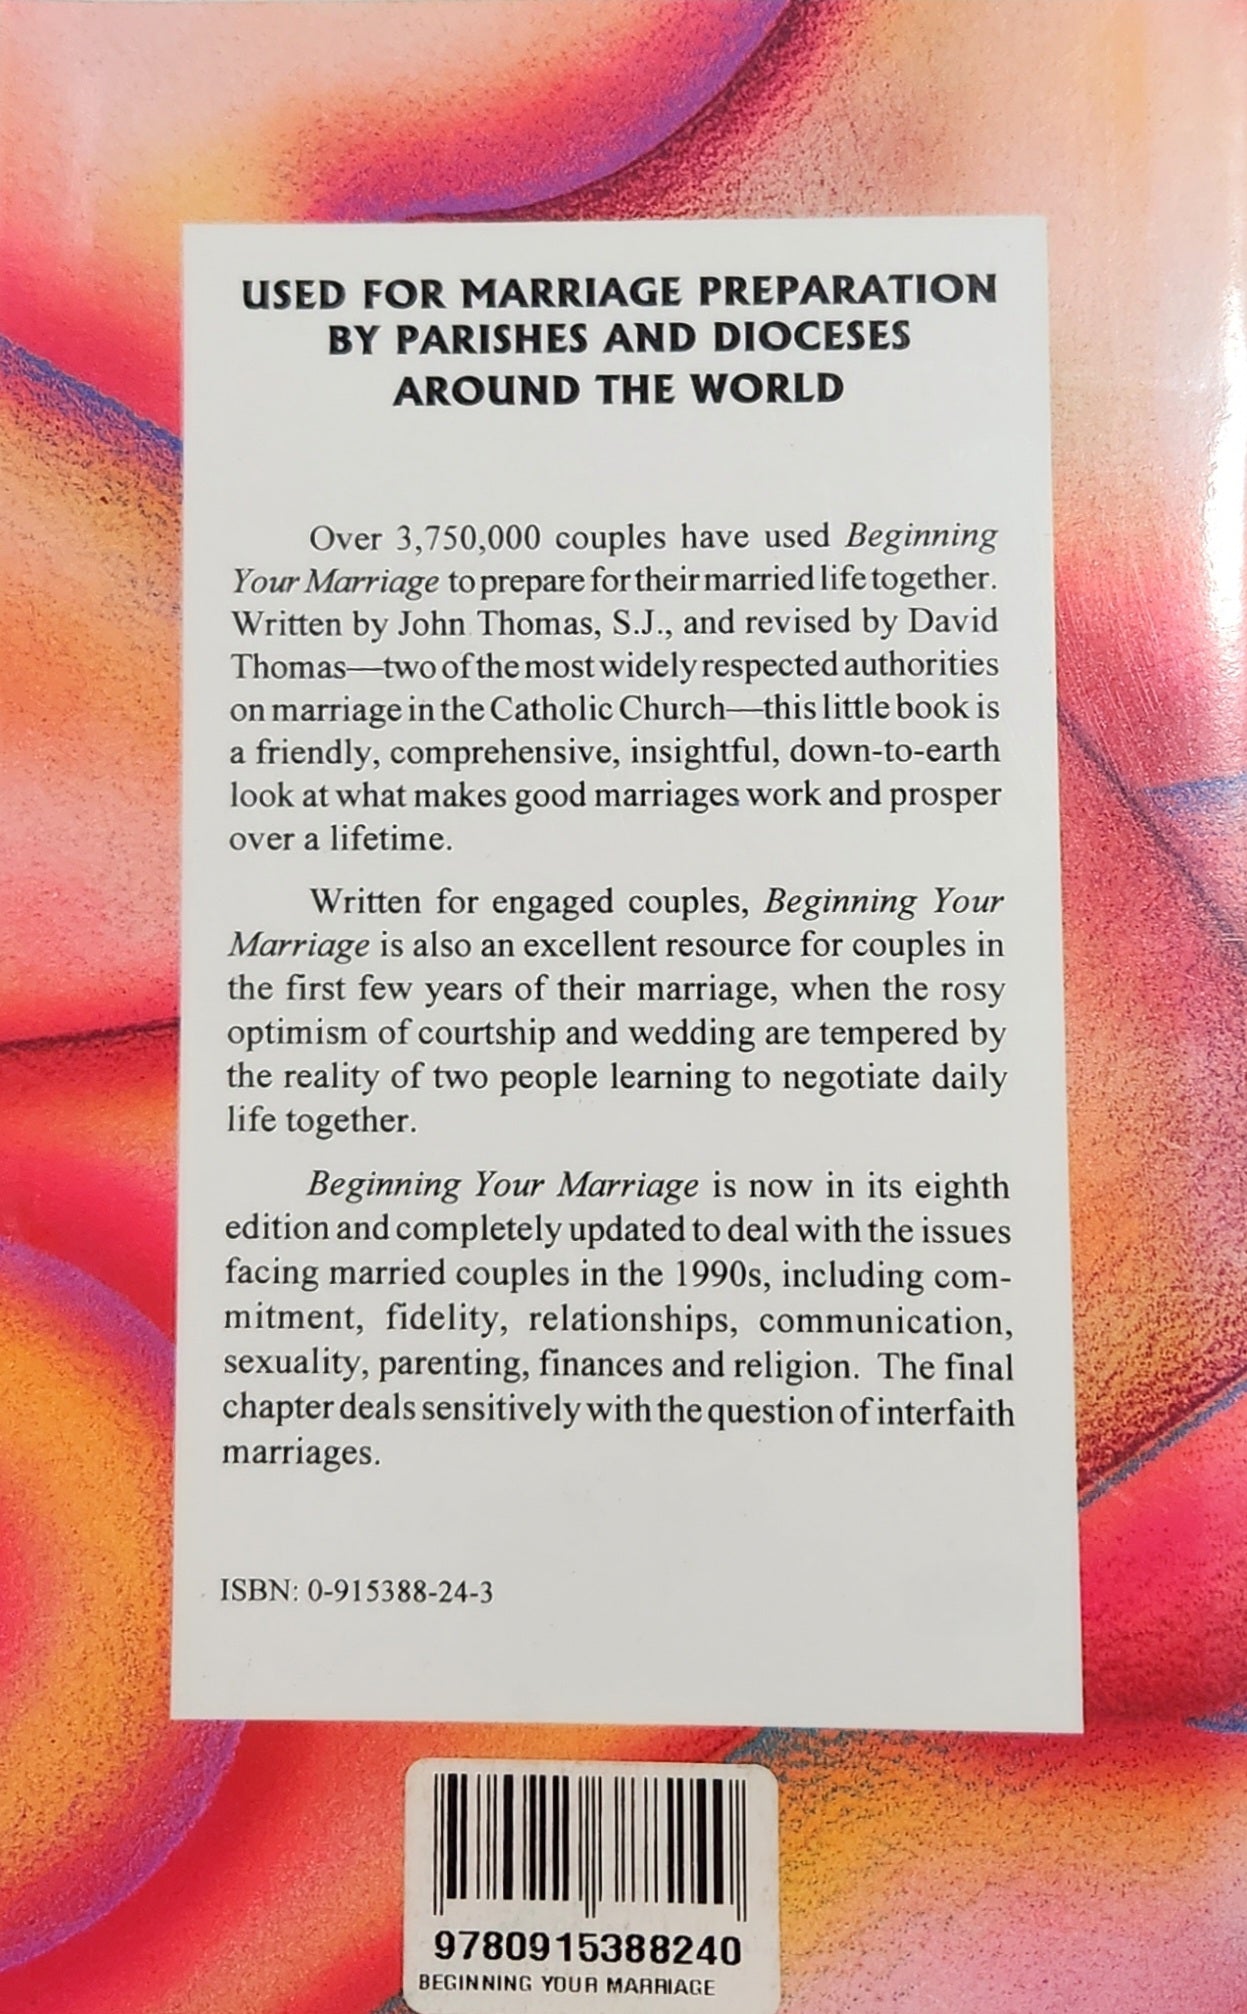 USED FOR MARRIAGE PREPARATION
BY PARISHES AND DIOCESES
AROUND THE WORLD
Over 3,750,000 couples have used Beginning
Your Marriage to prepare for their married life together.
Written by John Thomas, S.J., and revised by David
Thomas—two of the most widely respected authorities
on marriage in the Catholic Church—this little book is
a friendly, comprehensive, insightful, down-to-earth
look at what makes good marriages work and prosper
over a lifetime.
Written for engaged couples, Beginning Your
Marriage is also an excellent resource for couples in
the first few years of their marriage, when the rosy
optimism of courtship and wedding are tempered by
the reality of two people learning to negotiate daily
life together.
Beginning Your Marriage is now in its eighth
edition and completely updated to deal with the issues
facing married couples in the 1990s, including com-
mitment, fidelity, relationships, communication,
sexuality, parenting, finances and religion. The final
chapter deals sensitively with the question of interfaith
marriages.
ISBN: 0-915388-24-3
9780915388240
BEGINNING YOUR MARRIAGE